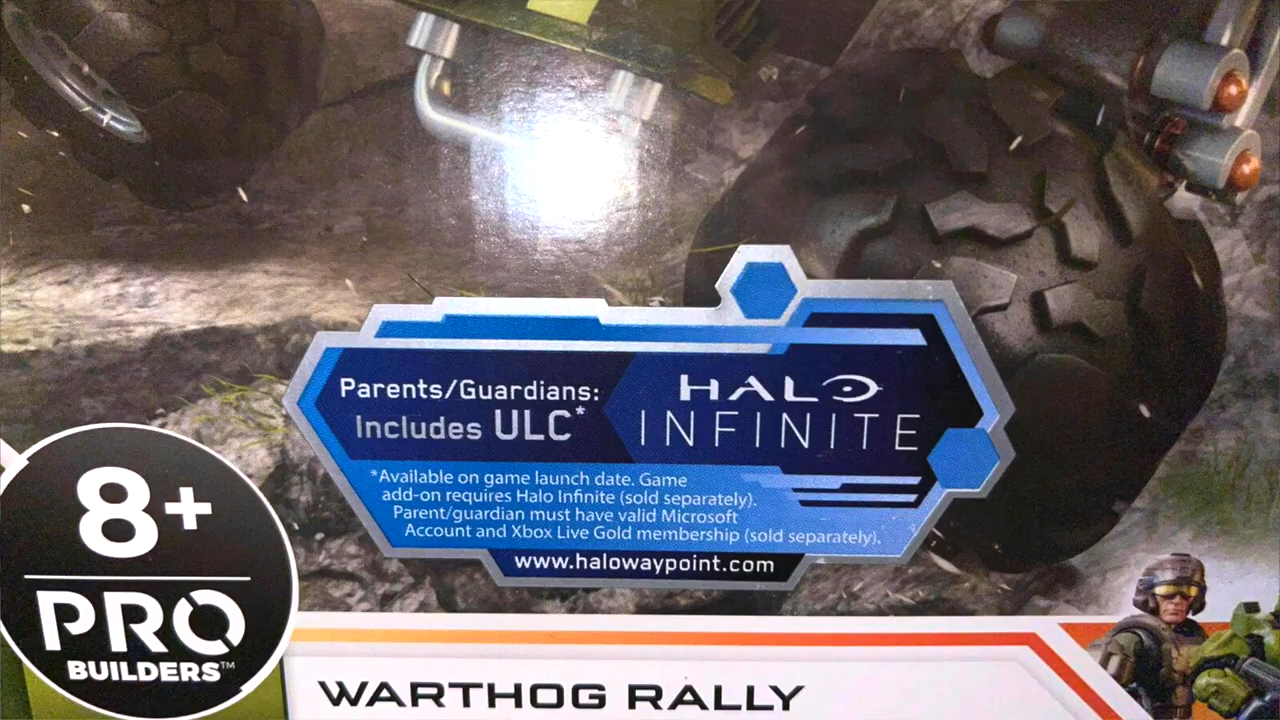 Parents/Guardians:
Includes ULC*
HALO
INFINITE
*Available on game launch date. Game
add-on requires Halo Infinite (sold separately).
Parent/guardian must have valid Microsoft
Account and Xbox Live Gold membership (sold separately).
www.halowaypoint.com
8+
PRO
BUILDERS™
WARTHOG RALLY